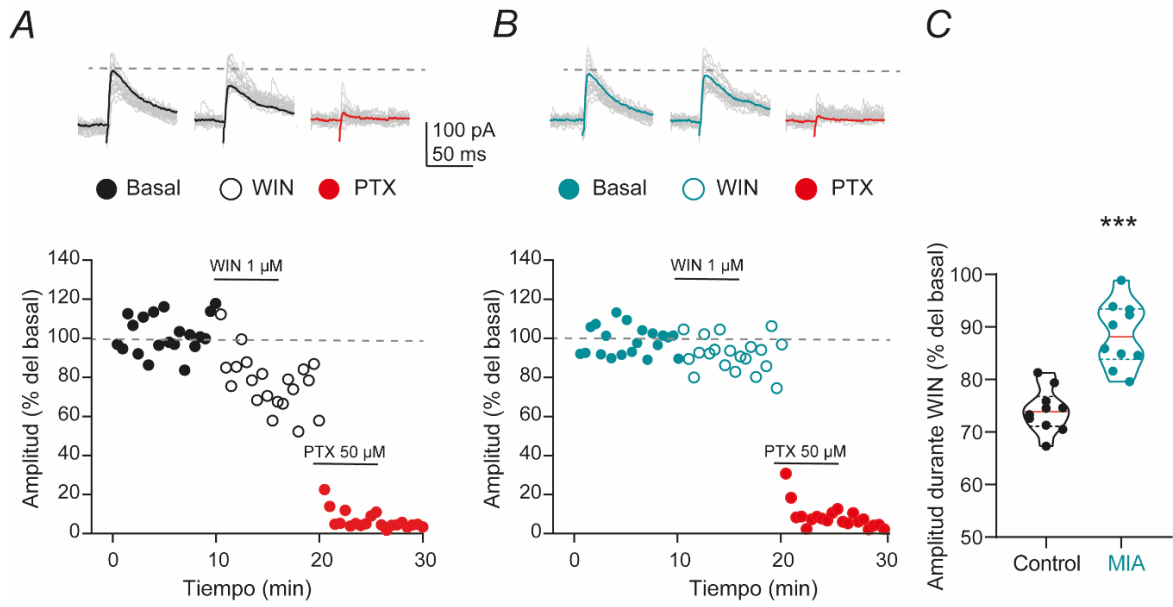 A
B
C
100 pA
50 ms
Basal
WIN
PTX
Basal
WIN
PTX
Amplitud (% del basal)
140
120
100
80
60
40
20
0
WIN 1 µM
PTX 50 µM
0
10
20
30
Tiempo (min)
Amplitud (% del basal)
140
120
100
80
60
40
20
0
WIN 1 µM
PTX 50 µM
0
10
20
30
Tiempo (min)
Amplitud durante WIN (% del basal)
***
100
90
80
70
60
50
Control
MIA